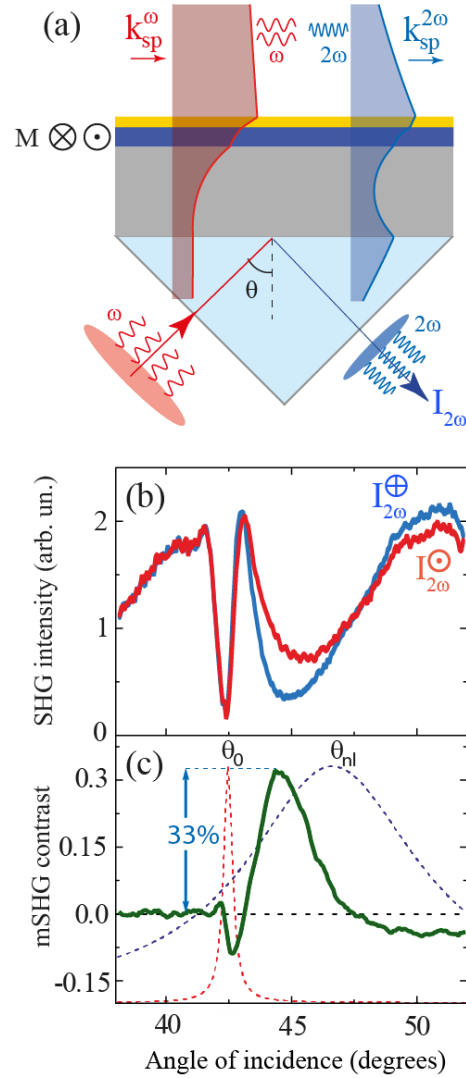 (a)
k_sp^ω
ω
2ω
k_sp^2ω
M ⊗ ⊙
θ
ω
2ω
I_2ω
(b)
I_2ω^⊕
I_2ω^⊙
SHG intensity (arb. un.)
2
1
0
(c)
θ_0
θ_nl
33%
mSHG contrast
0.3
0.15
0.0
-0.15
40
45
50
Angle of incidence (degrees)